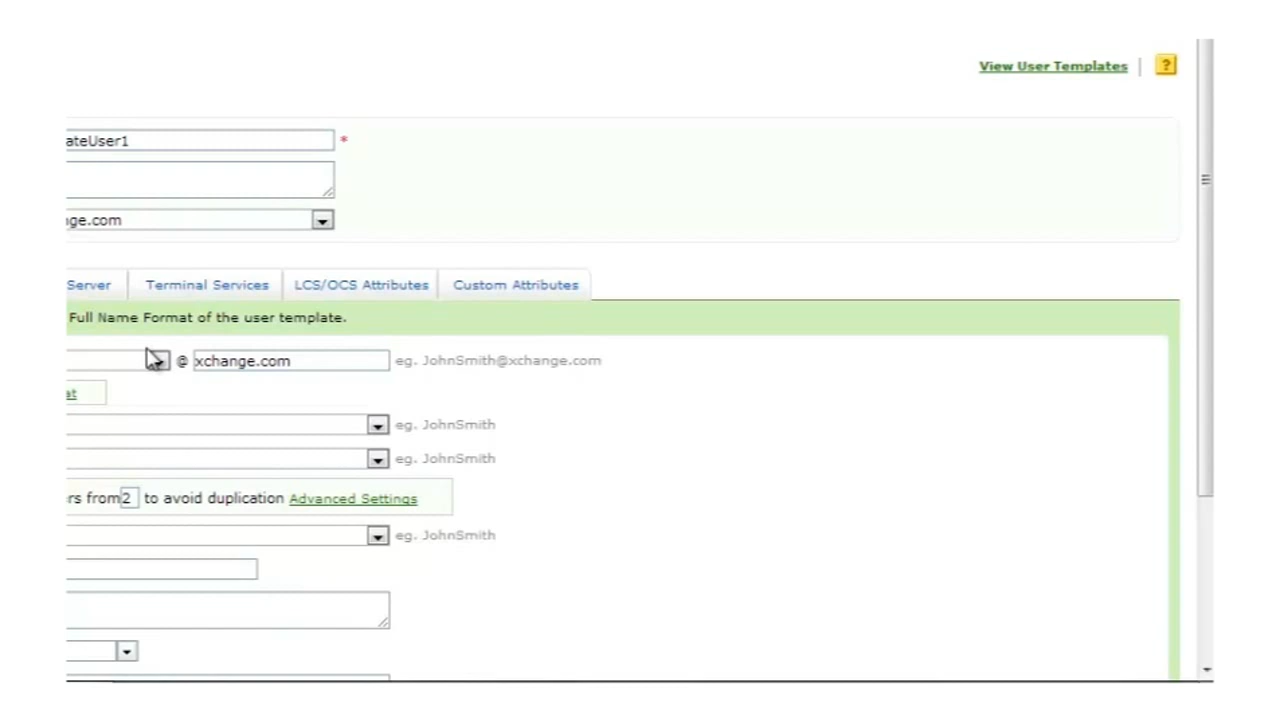 View User Templates | ?
ateUser1 *
ge.com
Server Terminal Services LCS/OCS Attributes Custom Attributes
Full Name Format of the user template.
@ xchange.com eg. JohnSmith@xchange.com
at
eg. JohnSmith
eg. JohnSmith
rs from 2 to avoid duplication Advanced Settings
eg. JohnSmith